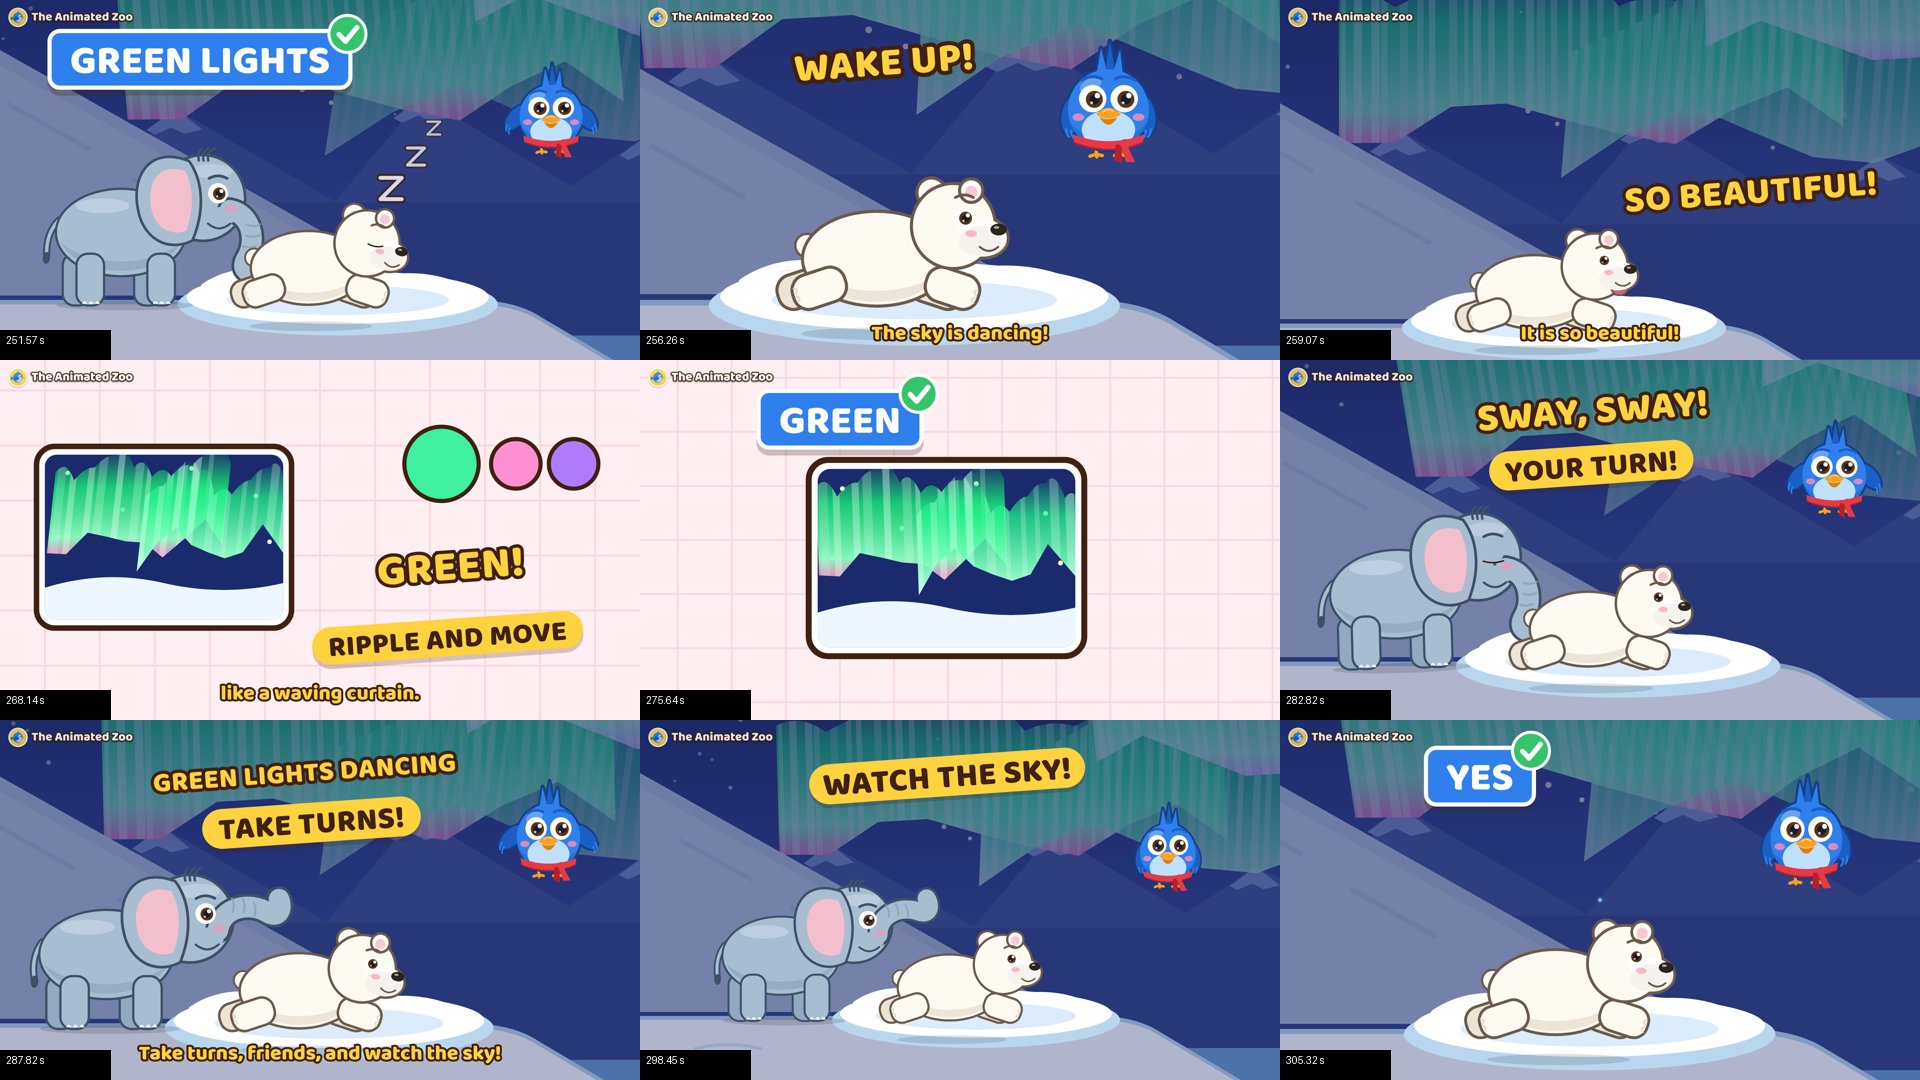 The Animated Zoo
GREEN LIGHTS
Z
Z
Z
251.57 s
The Animated Zoo
WAKE UP!
The sky is dancing!
256.26 s
The Animated Zoo
SO BEAUTIFUL!
It is so beautiful!
259.07 s
The Animated Zoo
GREEN!
RIPPLE AND MOVE
like a waving curtain.
268.14 s
The Animated Zoo
GREEN
275.64 s
The Animated Zoo
SWAY, SWAY!
YOUR TURN!
282.82 s
The Animated Zoo
GREEN LIGHTS DANCING
TAKE TURNS!
Take turns, friends, and watch the sky!
287.82 s
The Animated Zoo
WATCH THE SKY!
298.45 s
The Animated Zoo
YES
305.32 s